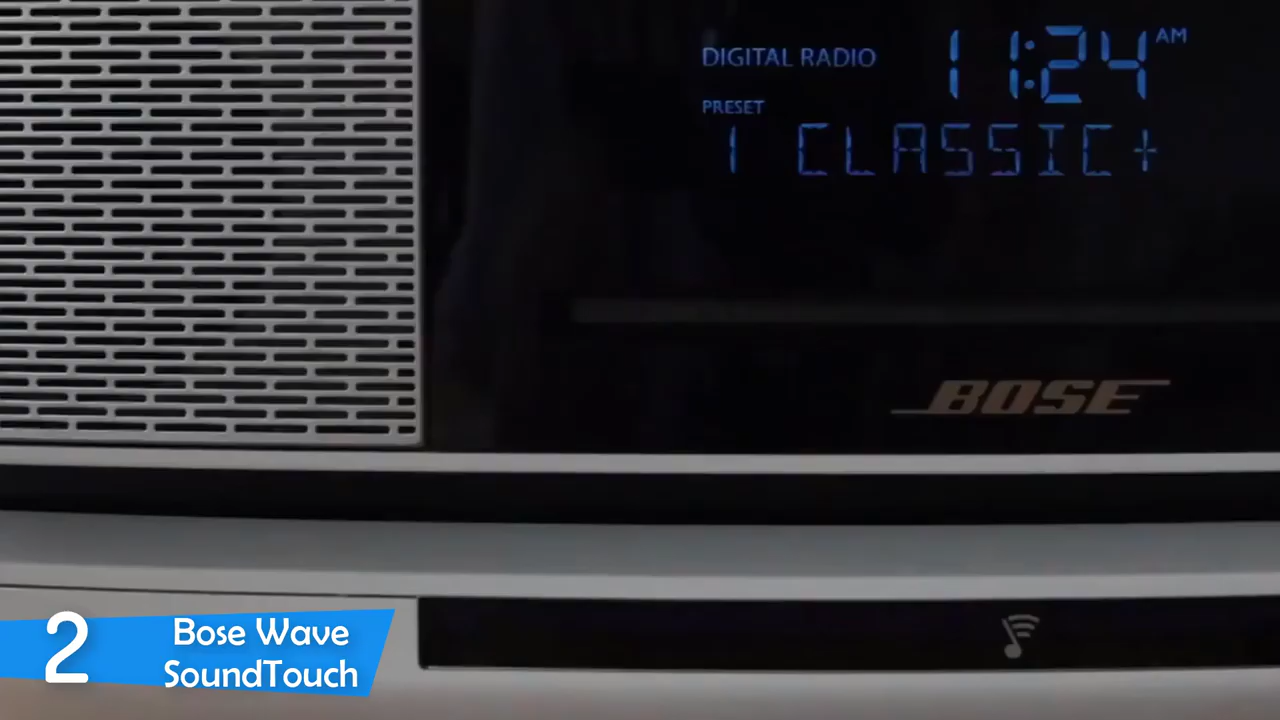 DIGITAL RADIO 11:24 AM
PRESET
1 CLASSIC+
BOSE
2 Bose Wave
SoundTouch